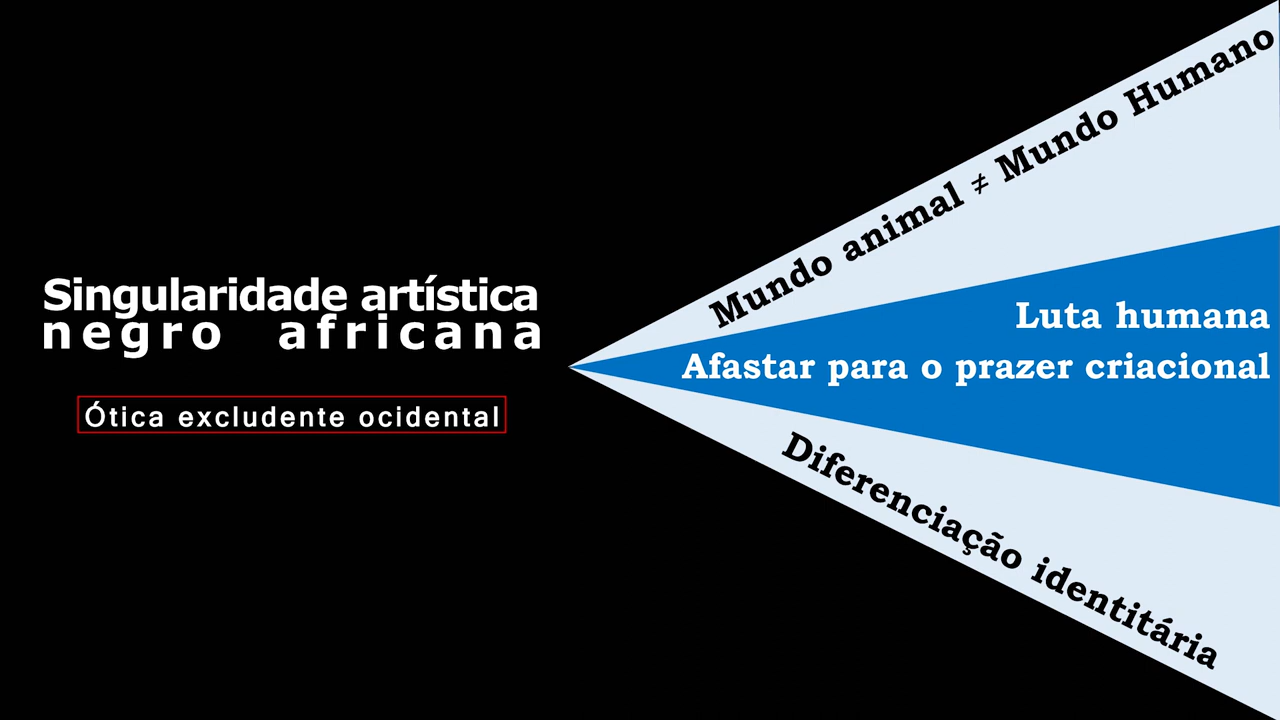 Singularidade artística
negro africana
Ótica excludente ocidental
Mundo animal ≠ Mundo Humano
Luta humana
Afastar para o prazer criacional
Diferenciação identitária